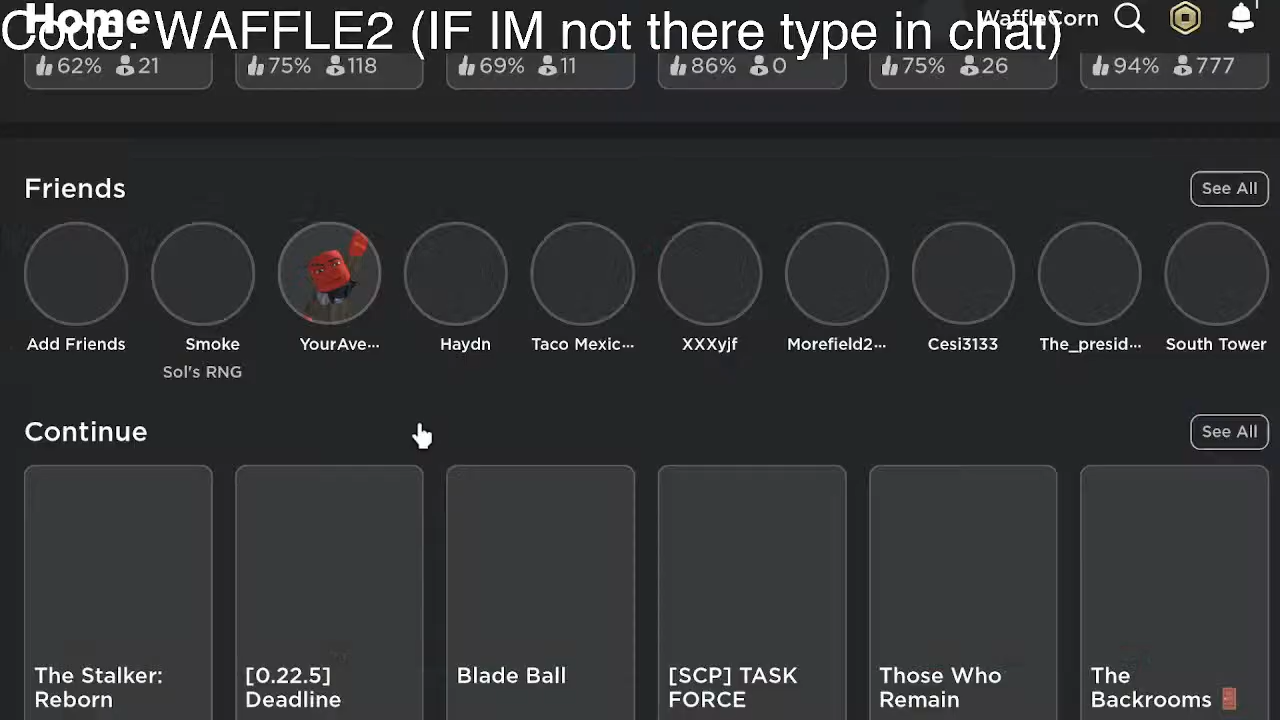 Home
Code: WAFFLE2 (IF IM not there type in chat)
WaffleCorn
62% 21
75% 118
69% 11
86% 0
75% 26
94% 777
Friends
See All
Add Friends
Smoke
YourAve...
Haydn
Taco Mexic...
XXXyjf
Morefield2...
Cesi3133
The_presid...
South Tower
Sol's RNG
Continue
See All
The Stalker:
Reborn
[0.22.5]
Deadline
Blade Ball
[SCP] TASK
FORCE
Those Who
Remain
The
Backrooms